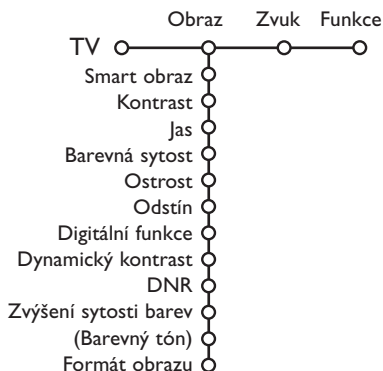 Obraz Zvuk Funkce
TV
Smart obraz
Kontrast
Jas
Barevná sytost
Ostrost
Odstín
Digitální funkce
Dynamický kontrast
DNR
Zvýšení sytosti barev
(Barevný tón)
Formát obrazu